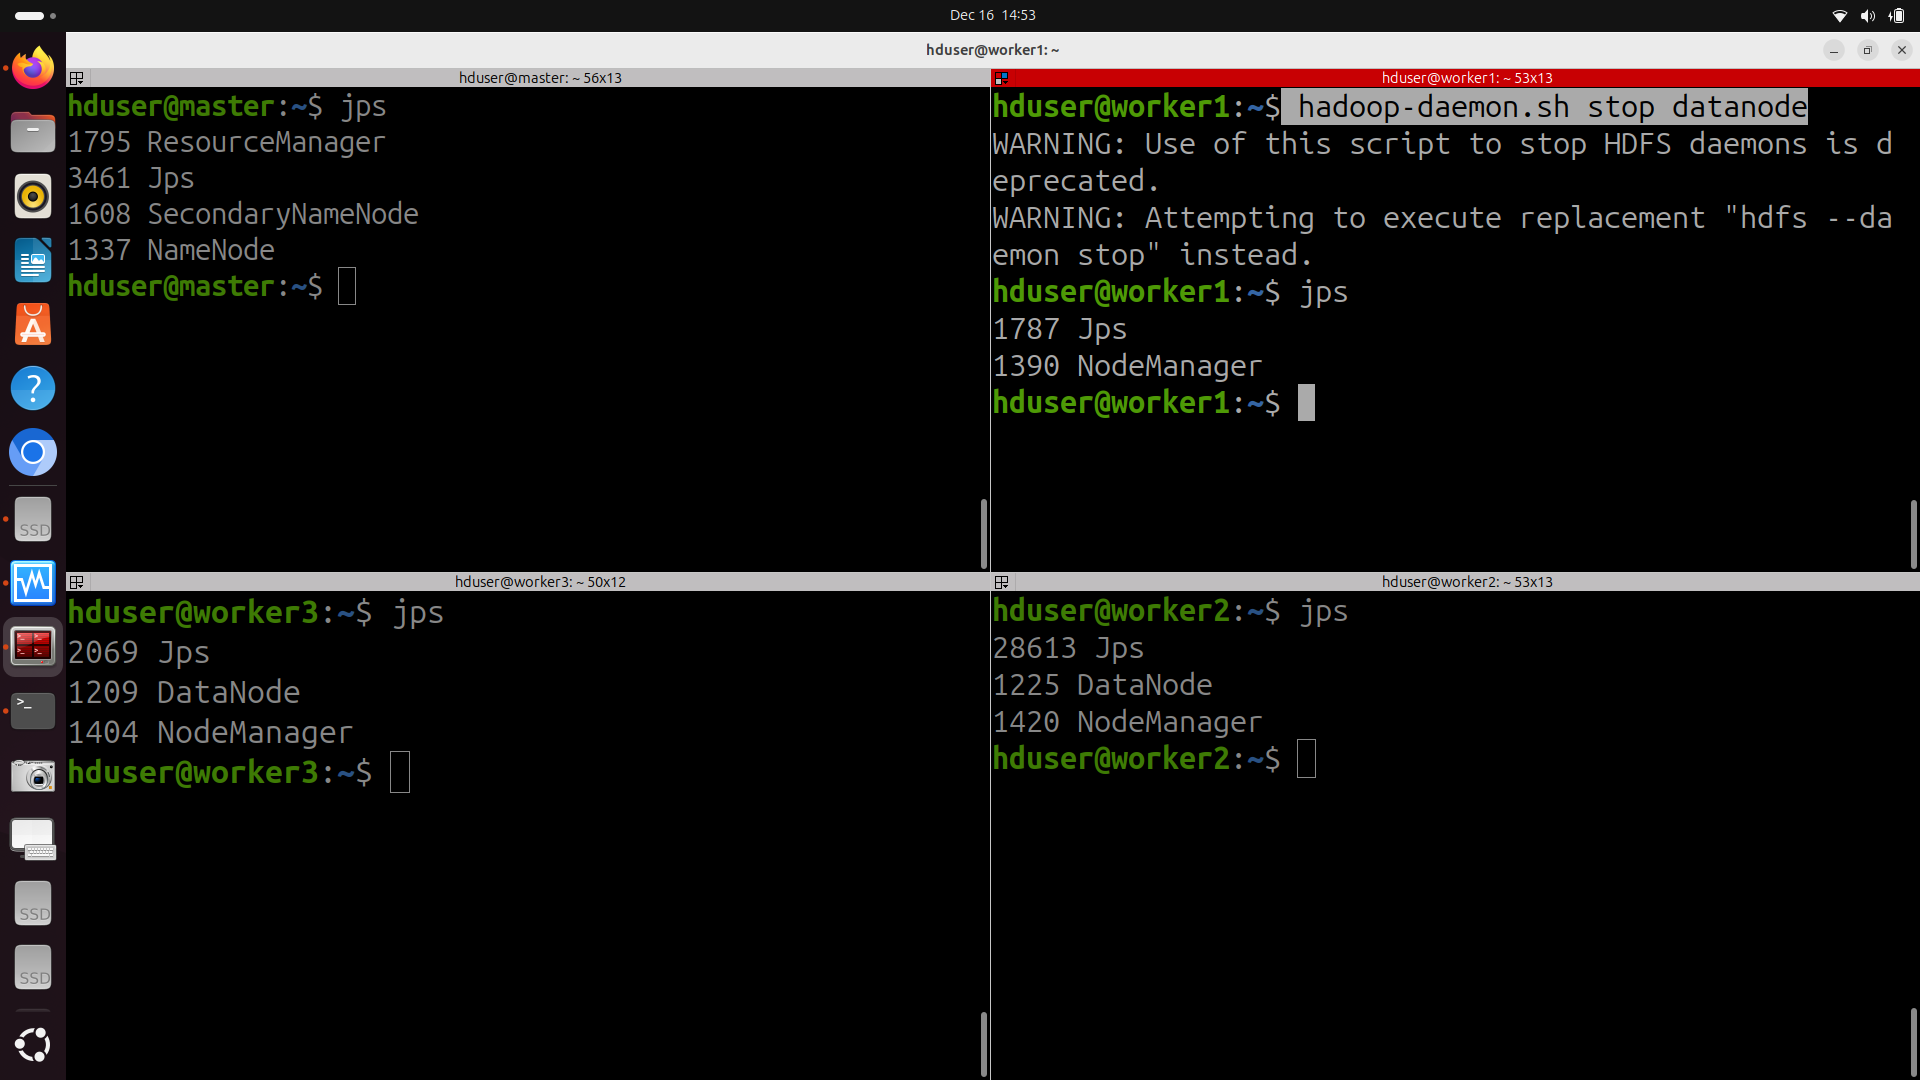 Dec 16 14:53
hduser@worker1: ~
hduser@master: ~ 56x13
hduser@master:~$ jps
1795 ResourceManager
3461 Jps
1608 SecondaryNameNode
1337 NameNode
hduser@master:~$
hduser@worker1: ~ 53x13
hduser@worker1:~$ hadoop-daemon.sh stop datanode
WARNING: Use of this script to stop HDFS daemons is d
eprecated.
WARNING: Attempting to execute replacement "hdfs --da
emon stop" instead.
hduser@worker1:~$ jps
1787 Jps
1390 NodeManager
hduser@worker1:~$
hduser@worker3: ~ 50x12
hduser@worker3:~$ jps
2069 Jps
1209 DataNode
1404 NodeManager
hduser@worker3:~$
hduser@worker2: ~ 53x13
hduser@worker2:~$ jps
28613 Jps
1225 DataNode
1420 NodeManager
hduser@worker2:~$
SSD
SSD
SSD